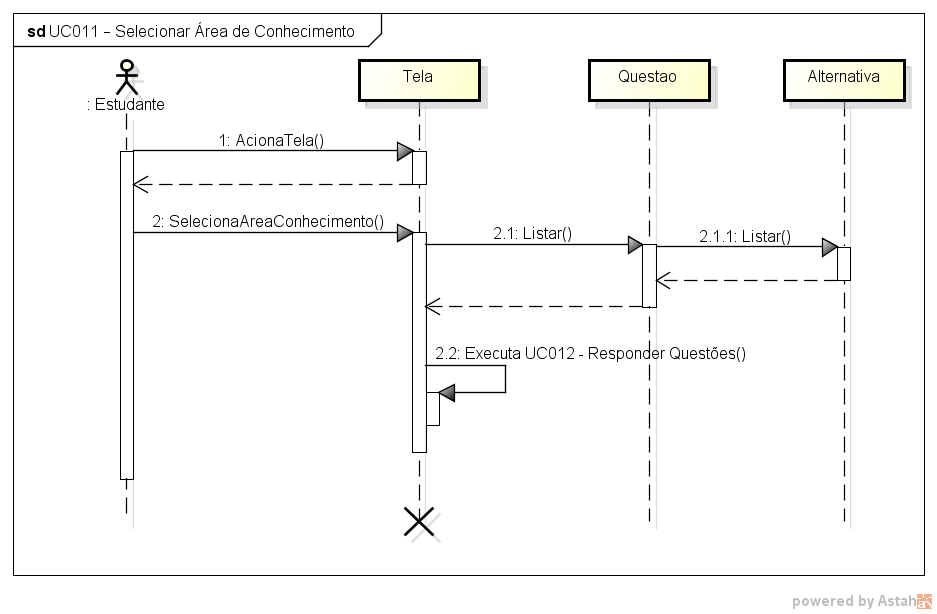 sd UC011 – Selecionar Área de Conhecimento
: Estudante
Tela
Questao
Alternativa
1: AcionaTela()
2: SelecionaAreaConhecimento()
2.1: Listar()
2.1.1: Listar()
2.2: Executa UC012 - Responder Questões()
powered by Astah